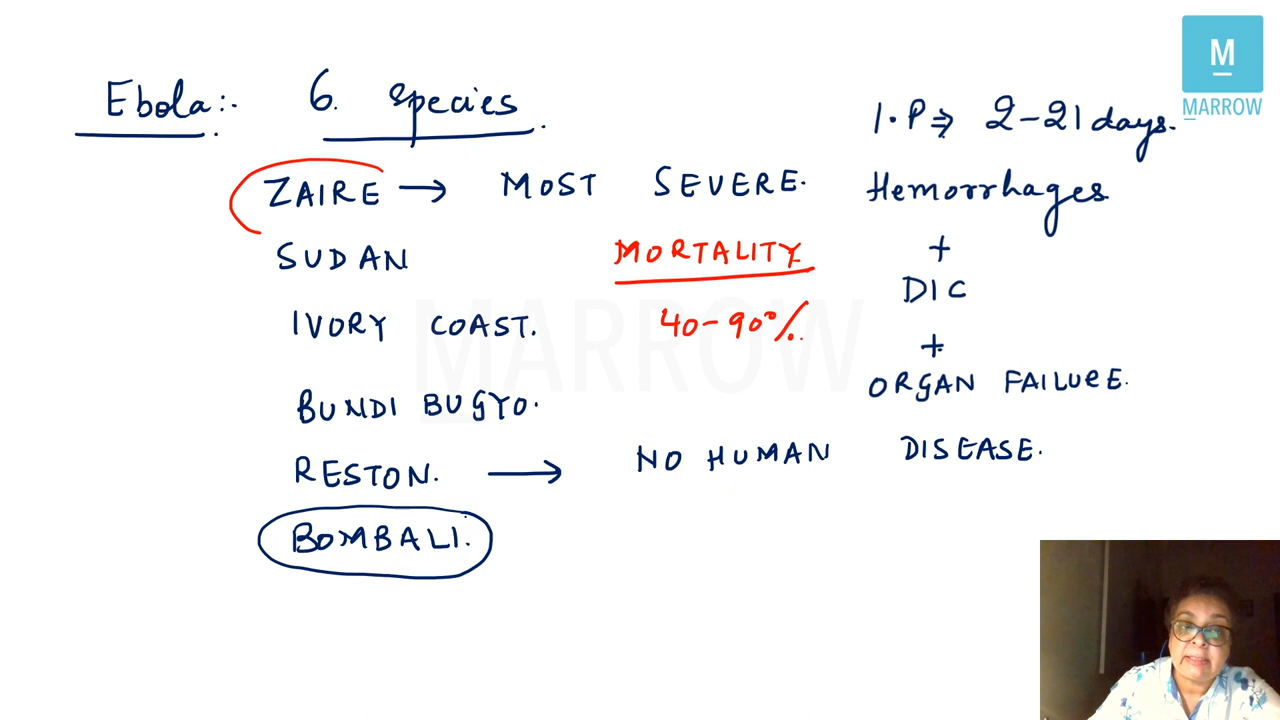 M
MARROW
Ebola:-. 6. Species.
I.P ⇒ 2-21 days.
ZAIRE → MOST SEVERE.
Hemorrhages
SUDAN
MORTALITY
+
DIC
IVORY COAST.
40-90%.
+
ORGAN FAILURE.
BUNDI BUGYO.
RESTON. → NO HUMAN DISEASE.
BOMBALI.
MARROW